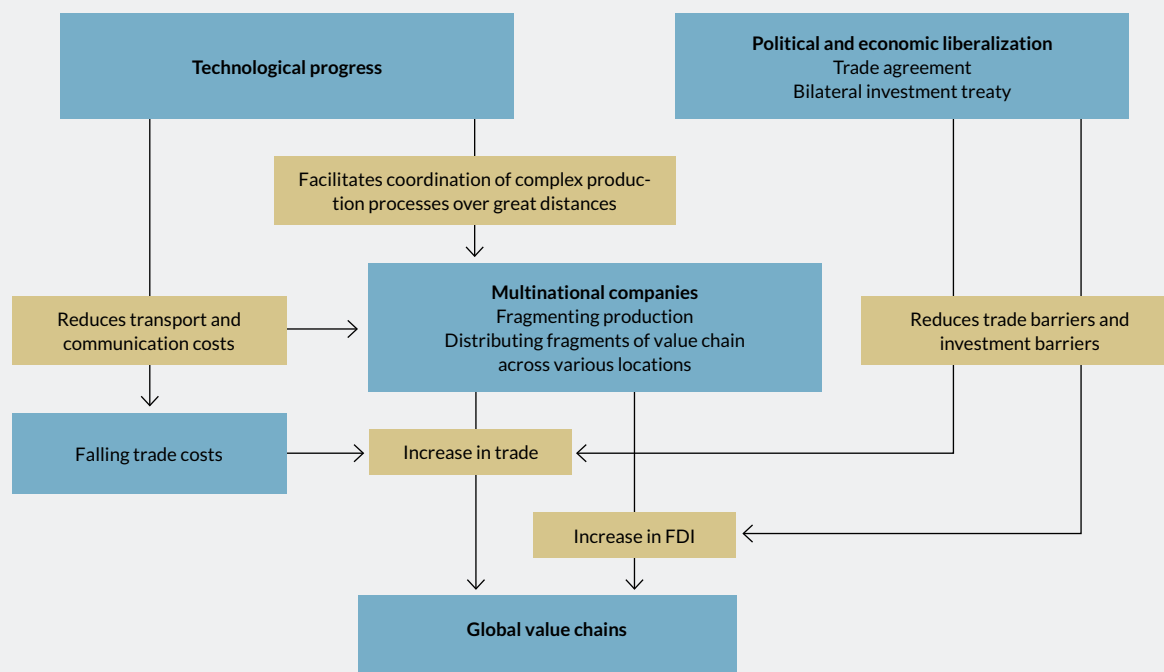 Technological progress
Political and economic liberalization
Trade agreement
Bilateral investment treaty
Facilitates coordination of complex produc-
tion processes over great distances
Multinational companies
Fragmenting production
Distributing fragments of value chain
across various locations
Reduces transport and
communication costs
Reduces trade barriers and
investment barriers
Falling trade costs
Increase in trade
Increase in FDI
Global value chains